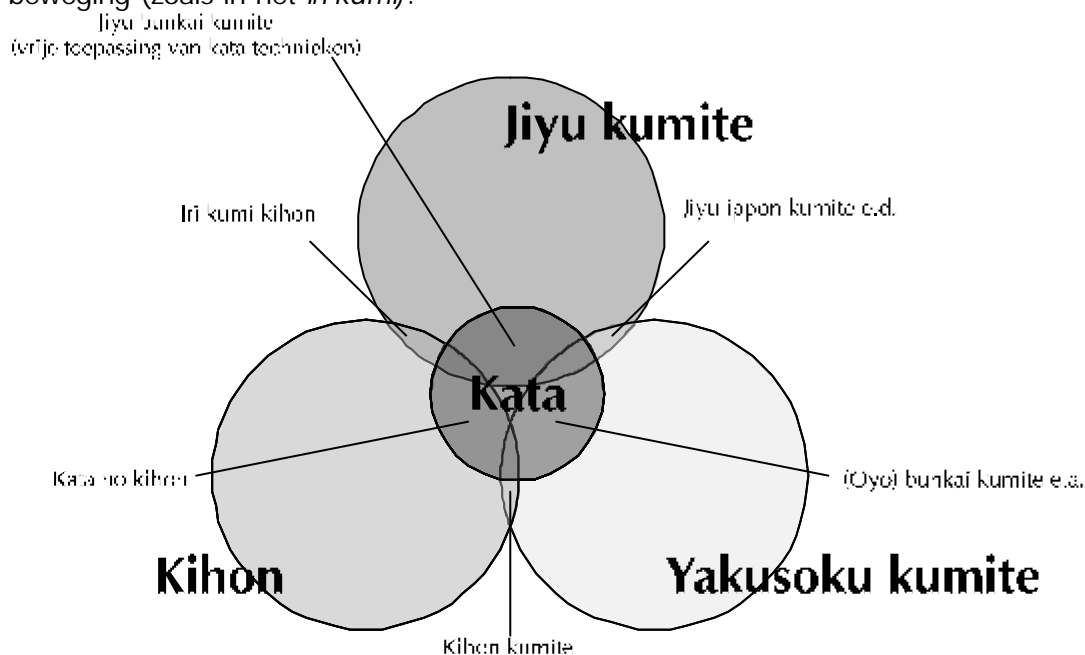 beweging (zoals in het iri kumi).
Jiyu bunkai kumite
(vrije toepassing van kata technieken)
Jiyu kumite
Iri kumi kihon
Jiyu ippon kumite e.d.
Kata
Kata no kihon
(Oyo) bunkai kumite e.a.
Kihon
Yakusoku kumite
Kihon kumite